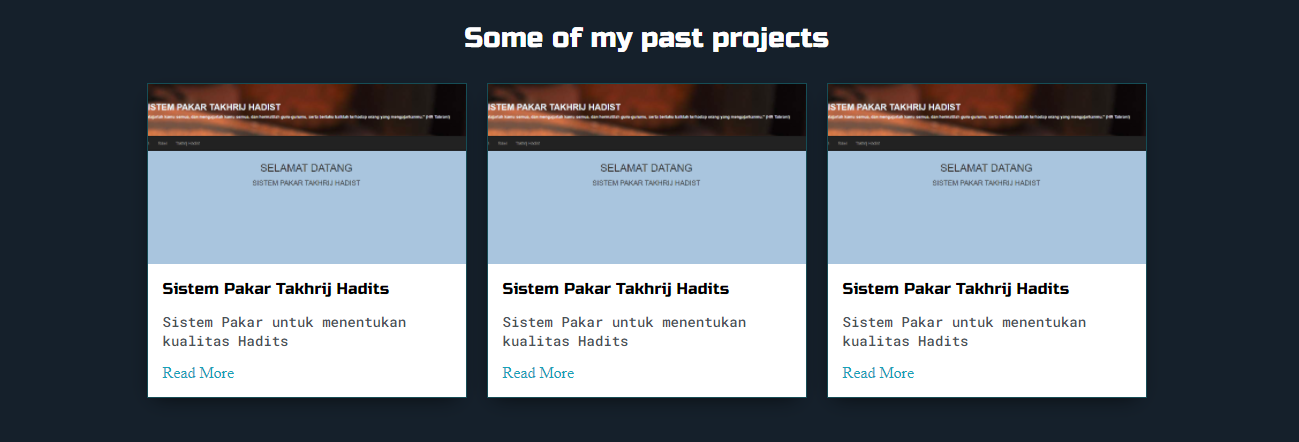 Some of my past projects
ISTEM PAKAR TAKHRIJ HADIST
SELAMAT DATANG
SISTEM PAKAR TAKHRIJ HADIST
Sistem Pakar Takhrij Hadits
Sistem Pakar untuk menentukan
kualitas Hadits
Read More
ISTEM PAKAR TAKHRIJ HADIST
SELAMAT DATANG
SISTEM PAKAR TAKHRIJ HADIST
Sistem Pakar Takhrij Hadits
Sistem Pakar untuk menentukan
kualitas Hadits
Read More
ISTEM PAKAR TAKHRIJ HADIST
SELAMAT DATANG
SISTEM PAKAR TAKHRIJ HADIST
Sistem Pakar Takhrij Hadits
Sistem Pakar untuk menentukan
kualitas Hadits
Read More